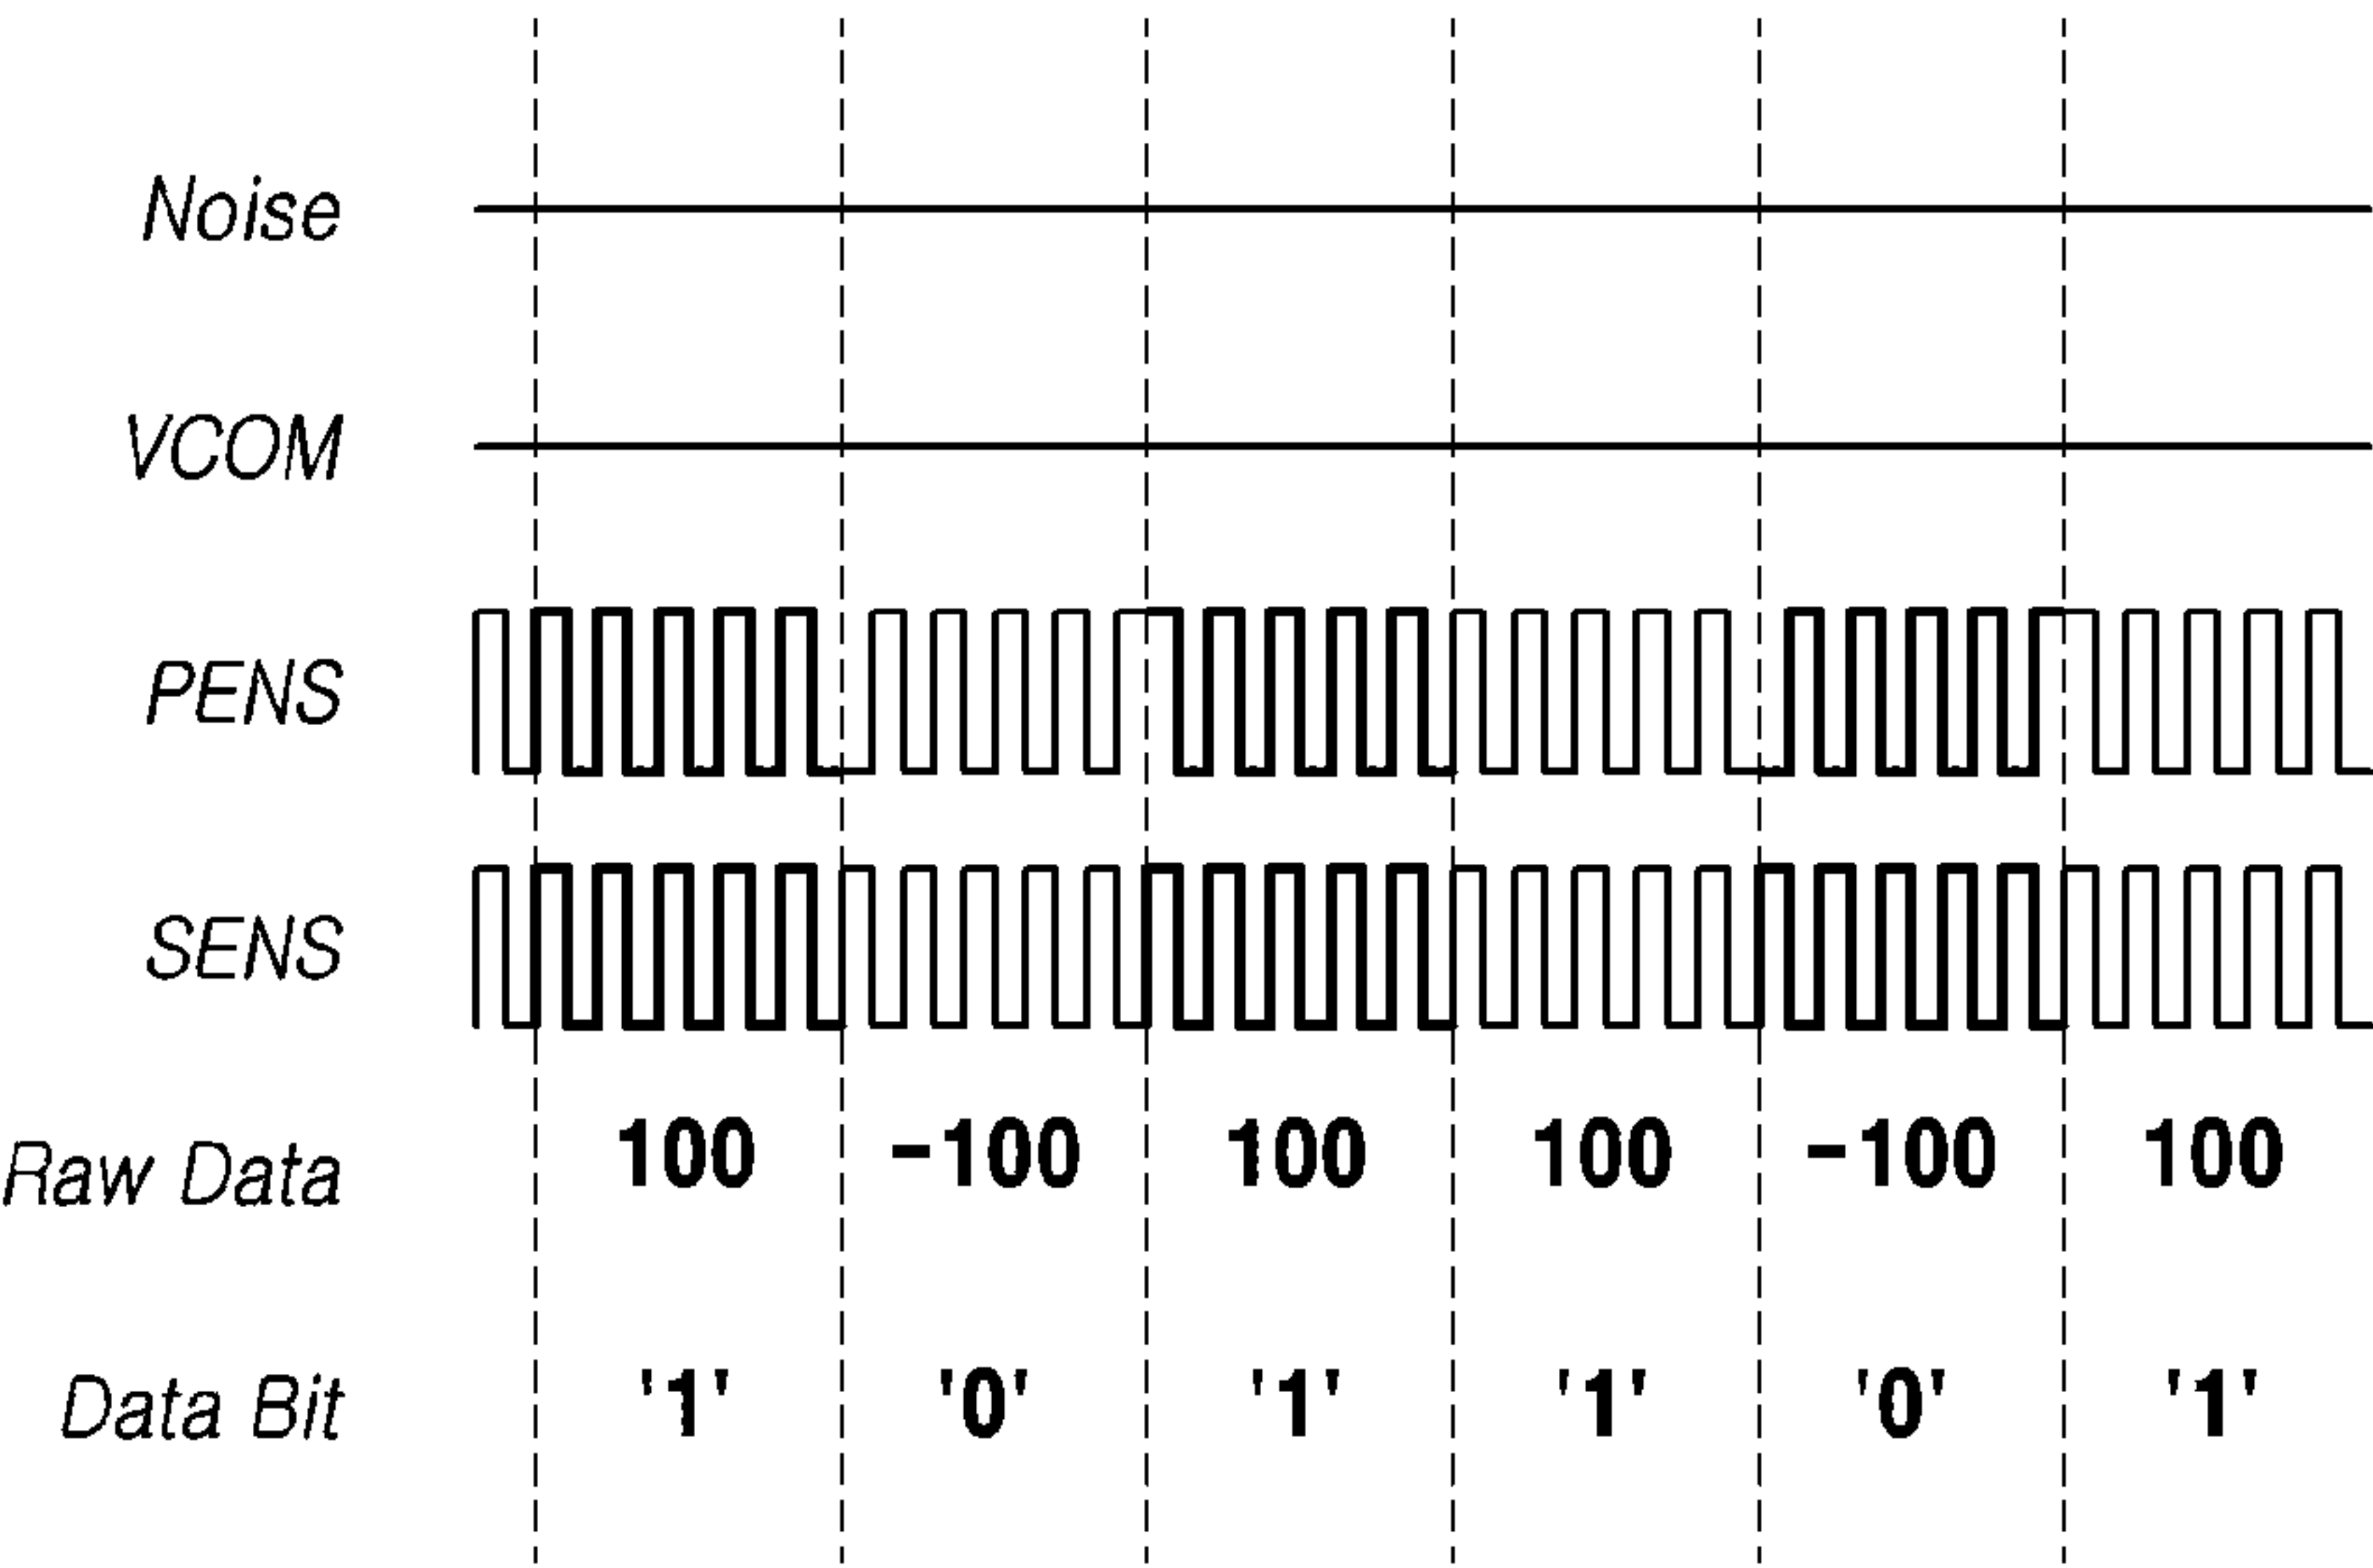 Noise
VCOM
PENS
SENS
Raw Data 100 -100 100 100 -100 100
Data Bit '1' '0' '1' '1' '0' '1'